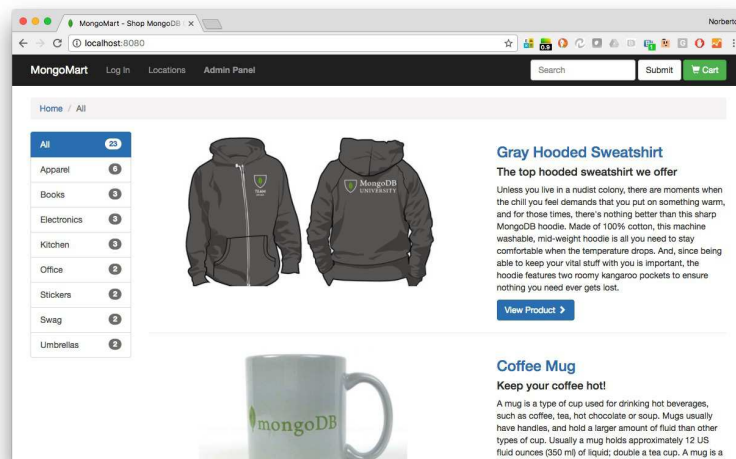 MongoMart - Shop MongoDB
Norberto
localhost:8080
0.9
MongoMart Log In Locations Admin Panel Search Submit Cart
Home / All
All 23
Apparel 6
Books 3
Electronics 3
Kitchen 3
Office 2
Stickers 2
Swag 2
Umbrellas 2
MongoDB
UNIVERSITY
Gray Hooded Sweatshirt
The top hooded sweatshirt we offer
Unless you live in a nudist colony, there are moments when
the chill you feel demands that you put on something warm,
and for those times, there's nothing better than this sharp
MongoDB hoodie. Made of 100% cotton, this machine
washable, mid-weight hoodie is all you need to stay
comfortable when the temperature drops. And, since being
able to keep your vital stuff with you is important, the
hoodie features two roomy kangaroo pockets to ensure
nothing you need ever gets lost.
View Product
mongoDB
Coffee Mug
Keep your coffee hot!
A mug is a type of cup used for drinking hot beverages,
such as coffee, tea, hot chocolate or soup. Mugs usually
have handles, and hold a larger amount of fluid than other
types of cup. Usually a mug holds approximately 12 US
fluid ounces (350 ml) of liquid; double a tea cup. A mug is a